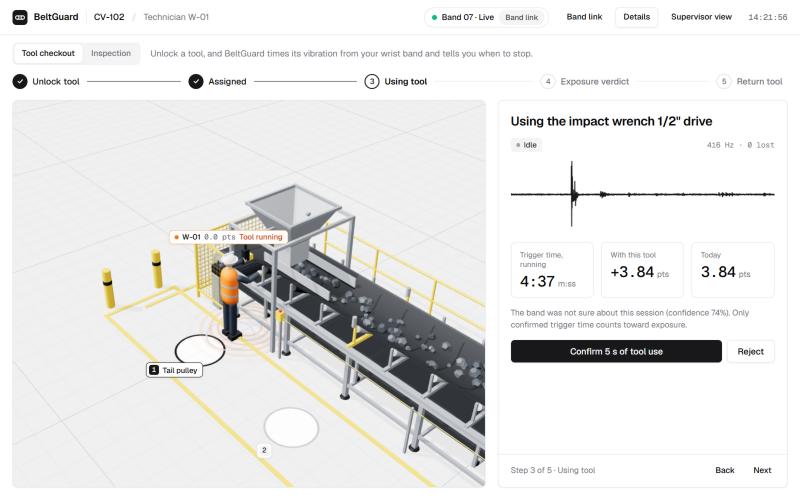 BeltGuard CV-102 / Technician W-01 Band 07 · Live Band link Band link Details Supervisor view 14:21:56
Tool checkout Inspection Unlock a tool, and BeltGuard times its vibration from your wrist band and tells you when to stop.
Unlock tool Assigned 3 Using tool 4 Exposure verdict 5 Return tool
W-01 0.0 pts Tool running
1 Tail pulley
2
Using the impact wrench 1/2" drive
Idle 416 Hz · 0 lost
Trigger time, running
4:37 m:ss
With this tool
+3.84 pts
Today
3.84 pts
The band was not sure about this session (confidence 74%). Only
confirmed trigger time counts toward exposure.
Confirm 5 s of tool use Reject
Step 3 of 5 · Using tool Back Next